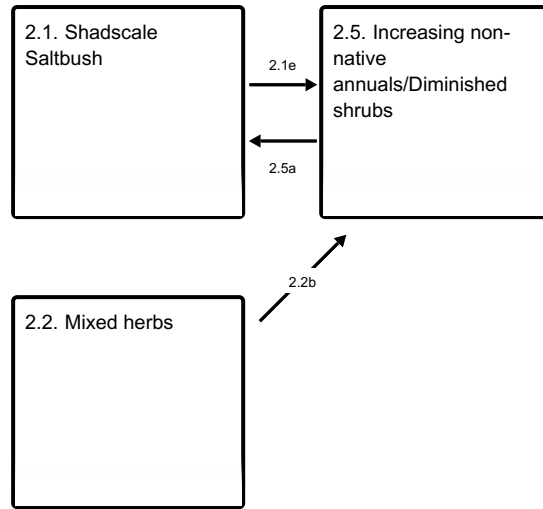 2.1. Shadscale
Saltbush
2.1e
2.5. Increasing non-
native
annuals/Diminished
shrubs
2.5a
2.2b
2.2. Mixed herbs